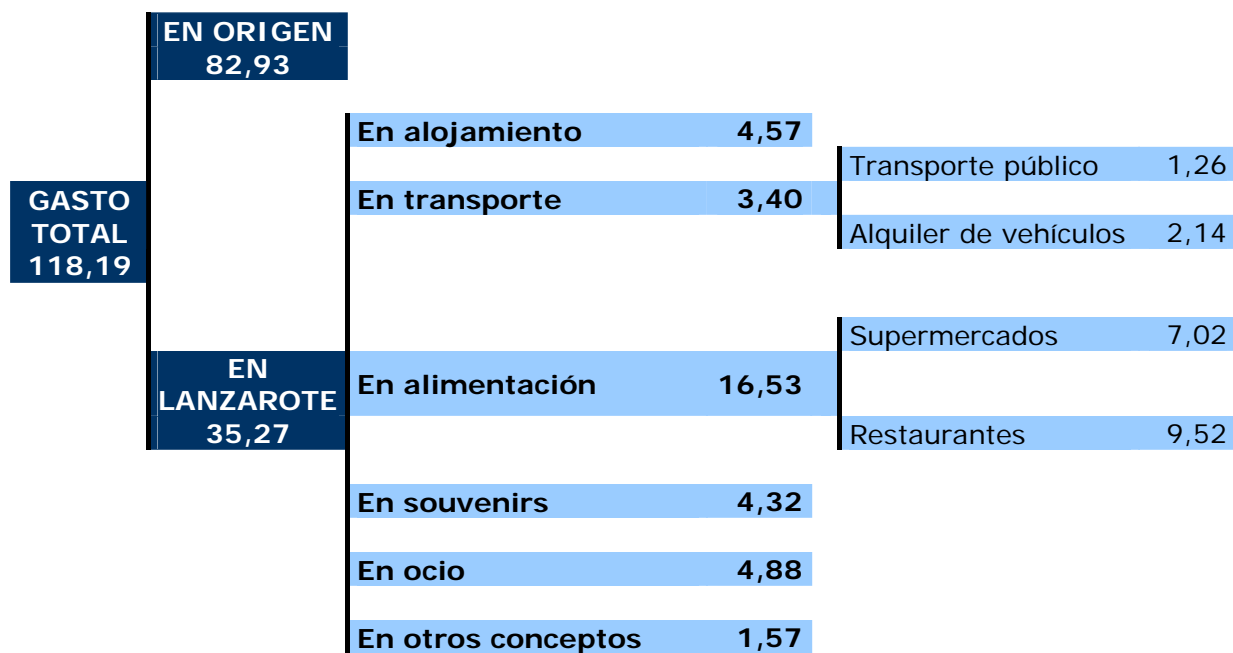 EN ORIGEN
82,93
En alojamiento 4,57
Transporte público 1,26
En transporte 3,40
GASTO
TOTAL
118,19
Alquiler de vehículos 2,14
Supermercados 7,02
EN
LANZAROTE
35,27
En alimentación 16,53
Restaurantes 9,52
En souvenirs 4,32
En ocio 4,88
En otros conceptos 1,57